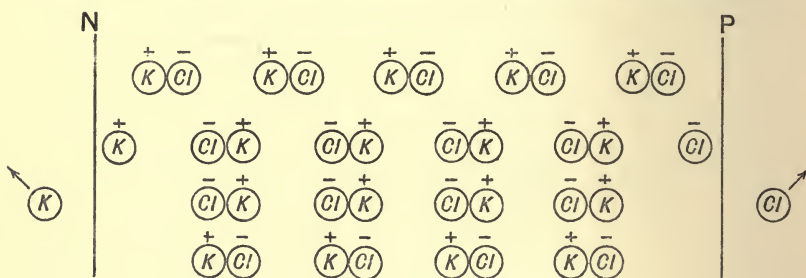 N P
+ − + − + − + − + −
K Cl K Cl K Cl K Cl K Cl
+ − + − + − + − + −
K Cl K Cl K Cl K Cl K Cl
− + − + − + − +
K Cl K Cl K Cl K Cl K Cl
+ − + − + − + −
K Cl K Cl K Cl K Cl